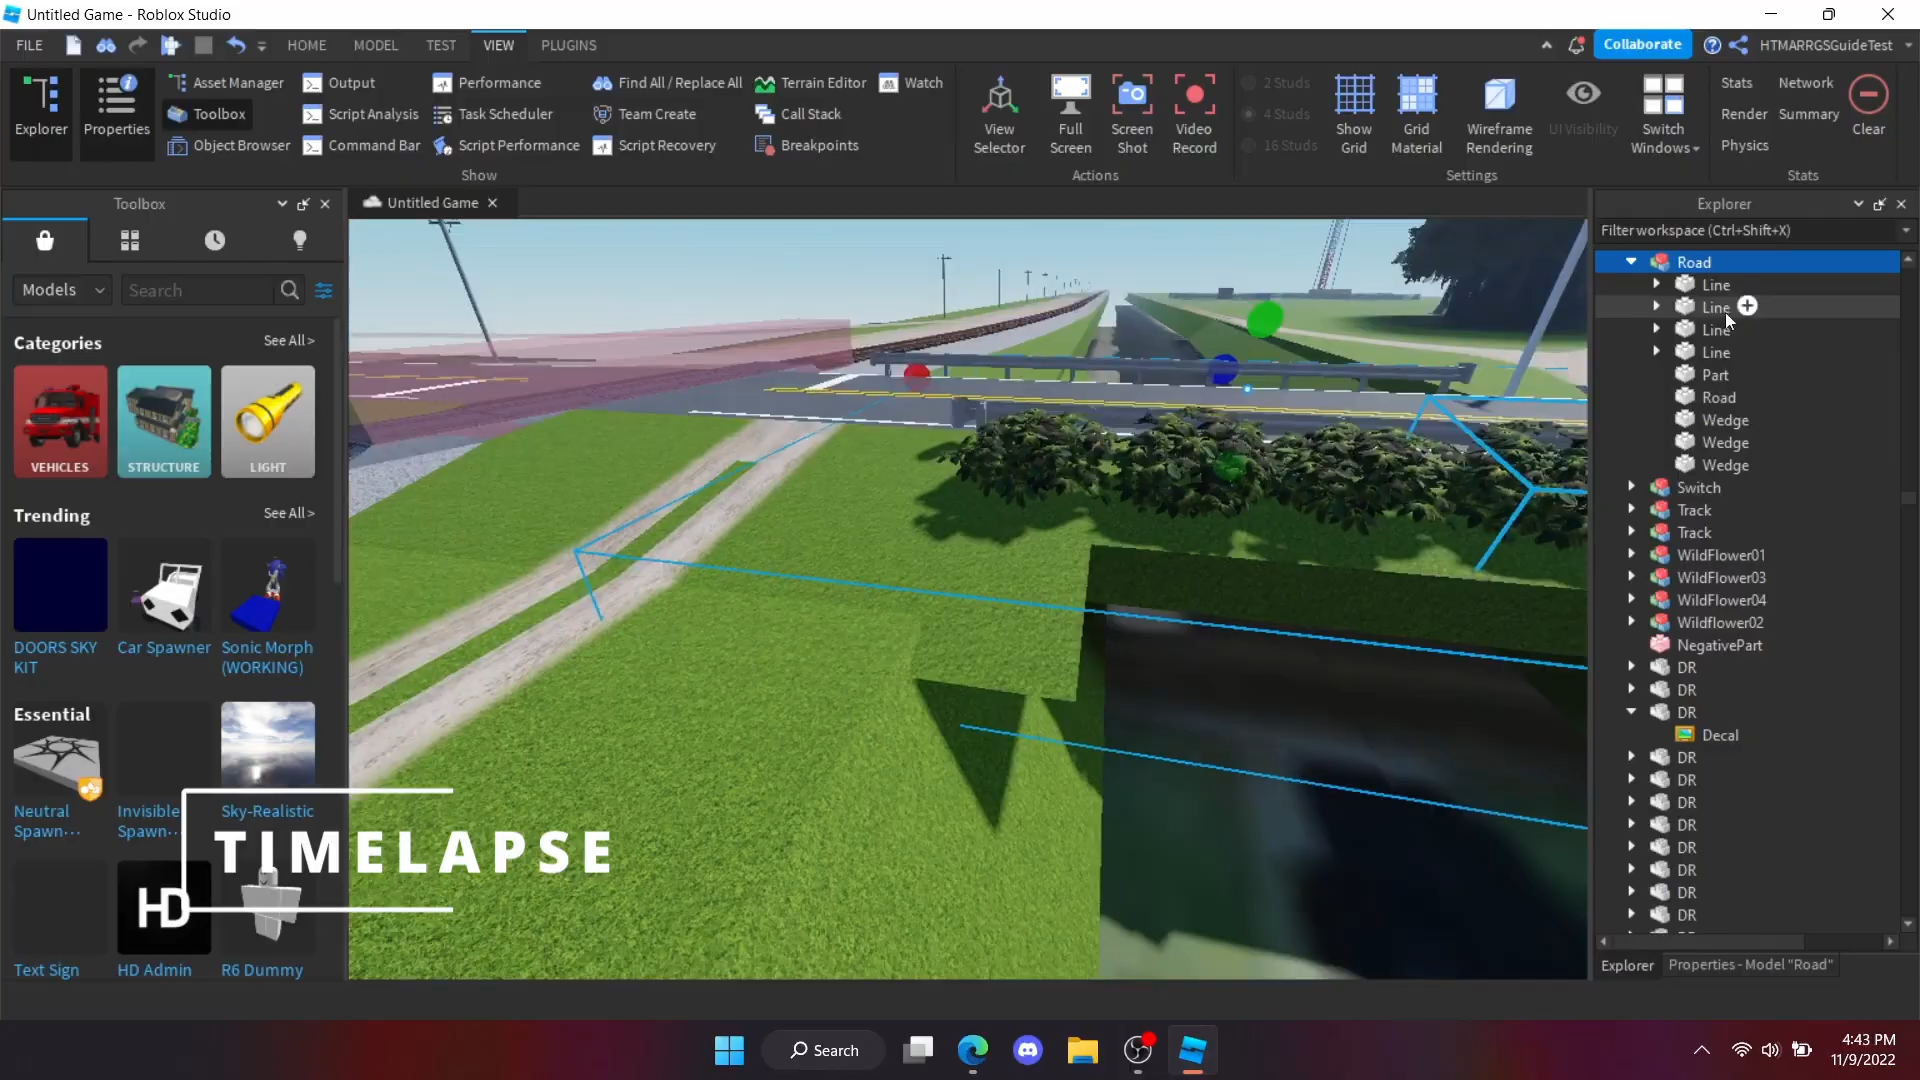 Untitled Game - Roblox Studio
FILE HOME MODEL TEST VIEW PLUGINS Collaborate HTMARRGSGuideTest
Explorer
Properties
Asset Manager
Toolbox
Object Browser
Output
Script Analysis
Command Bar
Performance
Task Scheduler
Script Performance
Find All / Replace All
Team Create
Script Recovery
Terrain Editor
Call Stack
Breakpoints
Watch
Show
View
Selector
Full
Screen
Screen
Shot
Video
Record
Actions
2 Studs
4 Studs
16 Studs
Show
Grid
Grid
Material
Wireframe
Rendering
UI Visibility
Switch
Windows
Settings
Stats
Render
Physics
Network
Summary
Clear
Stats
Toolbox
Models
Search
Categories
See All >
VEHICLES
STRUCTURE
LIGHT
Trending
See All >
DOORS SKY
KIT
Car Spawner
Sonic Morph
(WORKING)
Essential
Neutral
Spawn···
Invisible
Spawn···
Sky-Realistic
HD
Text Sign
HD Admin
R6 Dummy
TIMELAPSE
Untitled Game
Explorer
Filter workspace (Ctrl+Shift+X)
Road
Line
Line
Line
Line
Part
Road
Wedge
Wedge
Wedge
Switch
Track
Track
WildFlower01
WildFlower03
WildFlower04
Wildflower02
NegativePart
DR
DR
DR
Decal
DR
DR
DR
DR
DR
DR
DR
DR
Explorer
Properties - Model "Road"
Search
4:43 PM
11/9/2022